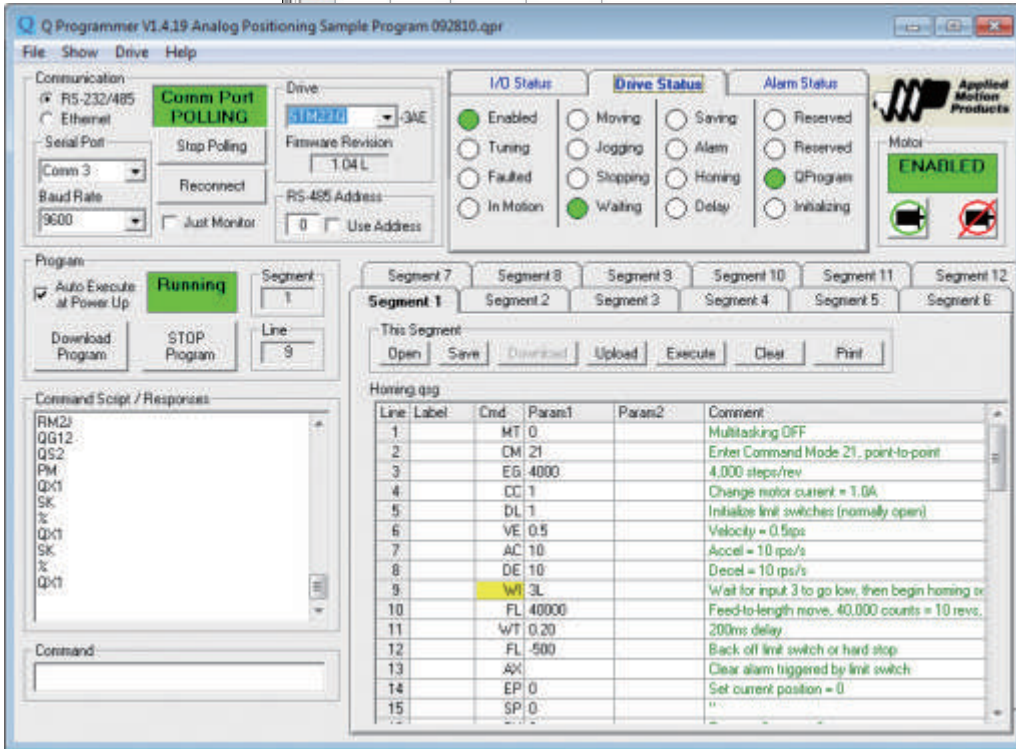 Q Programmer V1.4.19 Analog Positioning Sample Program 092810.qpr
File Show Drive Help
Communication
RS-232/485
Ethernet
Serial Port
Comm 3
Baud Rate
9600
Comm Port
POLLING
Stop Polling
Reconnect
Just Monitor
Drive
-3AE
Firmware Revision
1.04 L
RS-485 Address
0 Use Address
I/O Status Drive Status Alarm Status
Enabled Moving Saving Reserved
Tuning Jogging Alarm Reserved
Faulted Stopping Homing QProgram
In Motion Waiting Delay Initializing
Applied
Motion
Products
Motor
ENABLED
Program
Auto Execute
at Power Up
Running
Segment
1
Download
Program
STOP
Program
Line
9
Segment 7 Segment 8 Segment 9 Segment 10 Segment 11 Segment 12
Segment 1 Segment 2 Segment 3 Segment 4 Segment 5 Segment 6
This Segment
Open Save Download Upload Execute Clear Print
Command Script / Responses
RM2J
QG12
QS2
PM
QX1
SK
%
QX1
SK
%
QX1
Command
Homing.qsg
Line Label Cmd Param1 Param2 Comment
1 MT 0 Multitasking OFF
2 CM 21 Enter Command Mode 21, point-to-point
3 EG 4000 4,000 steps/rev
4 CC 1 Change motor current = 1.0A
5 DL 1 Initialize limit switches (normally open)
6 VE 0.5 Velocity = 0.5rps
7 AC 10 Accel = 10 rps/s
8 DE 10 Decel = 10 rps/s
9 WI 3L Wait for input 3 to go low, then begin homing se
10 FL 40000 Feed-to-length move, 40,000 counts = 10 revs,
11 WT 0.20 200ms delay
12 FL -500 Back off limit switch or hard stop
13 AX Clear alarm triggered by limit switch
14 EP 0 Set current position = 0
15 SP 0 "